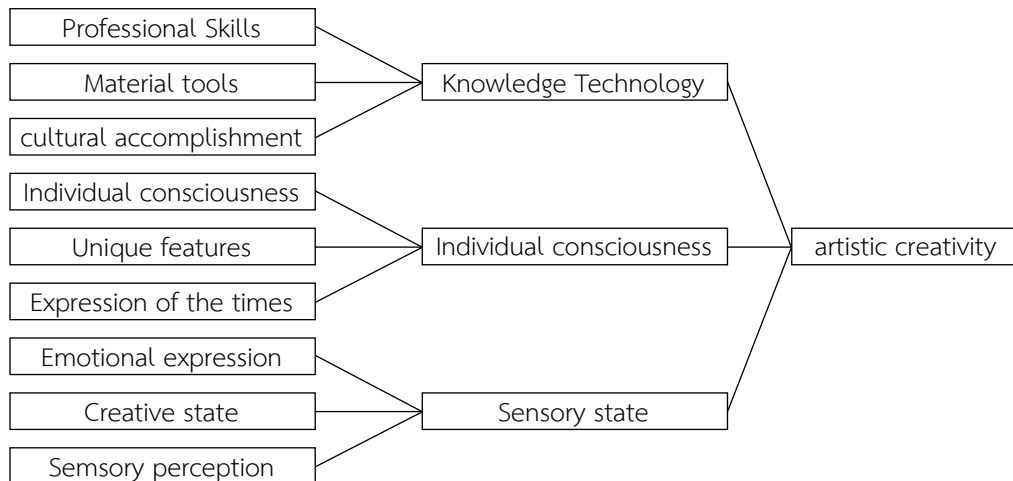 Professional Skills
Material tools
cultural accomplishment
Individual consciousness
Unique features
Expression of the times
Emotional expression
Creative state
Semsory perception
Knowledge Technology
Individual consciousness
Sensory state
artistic creativity